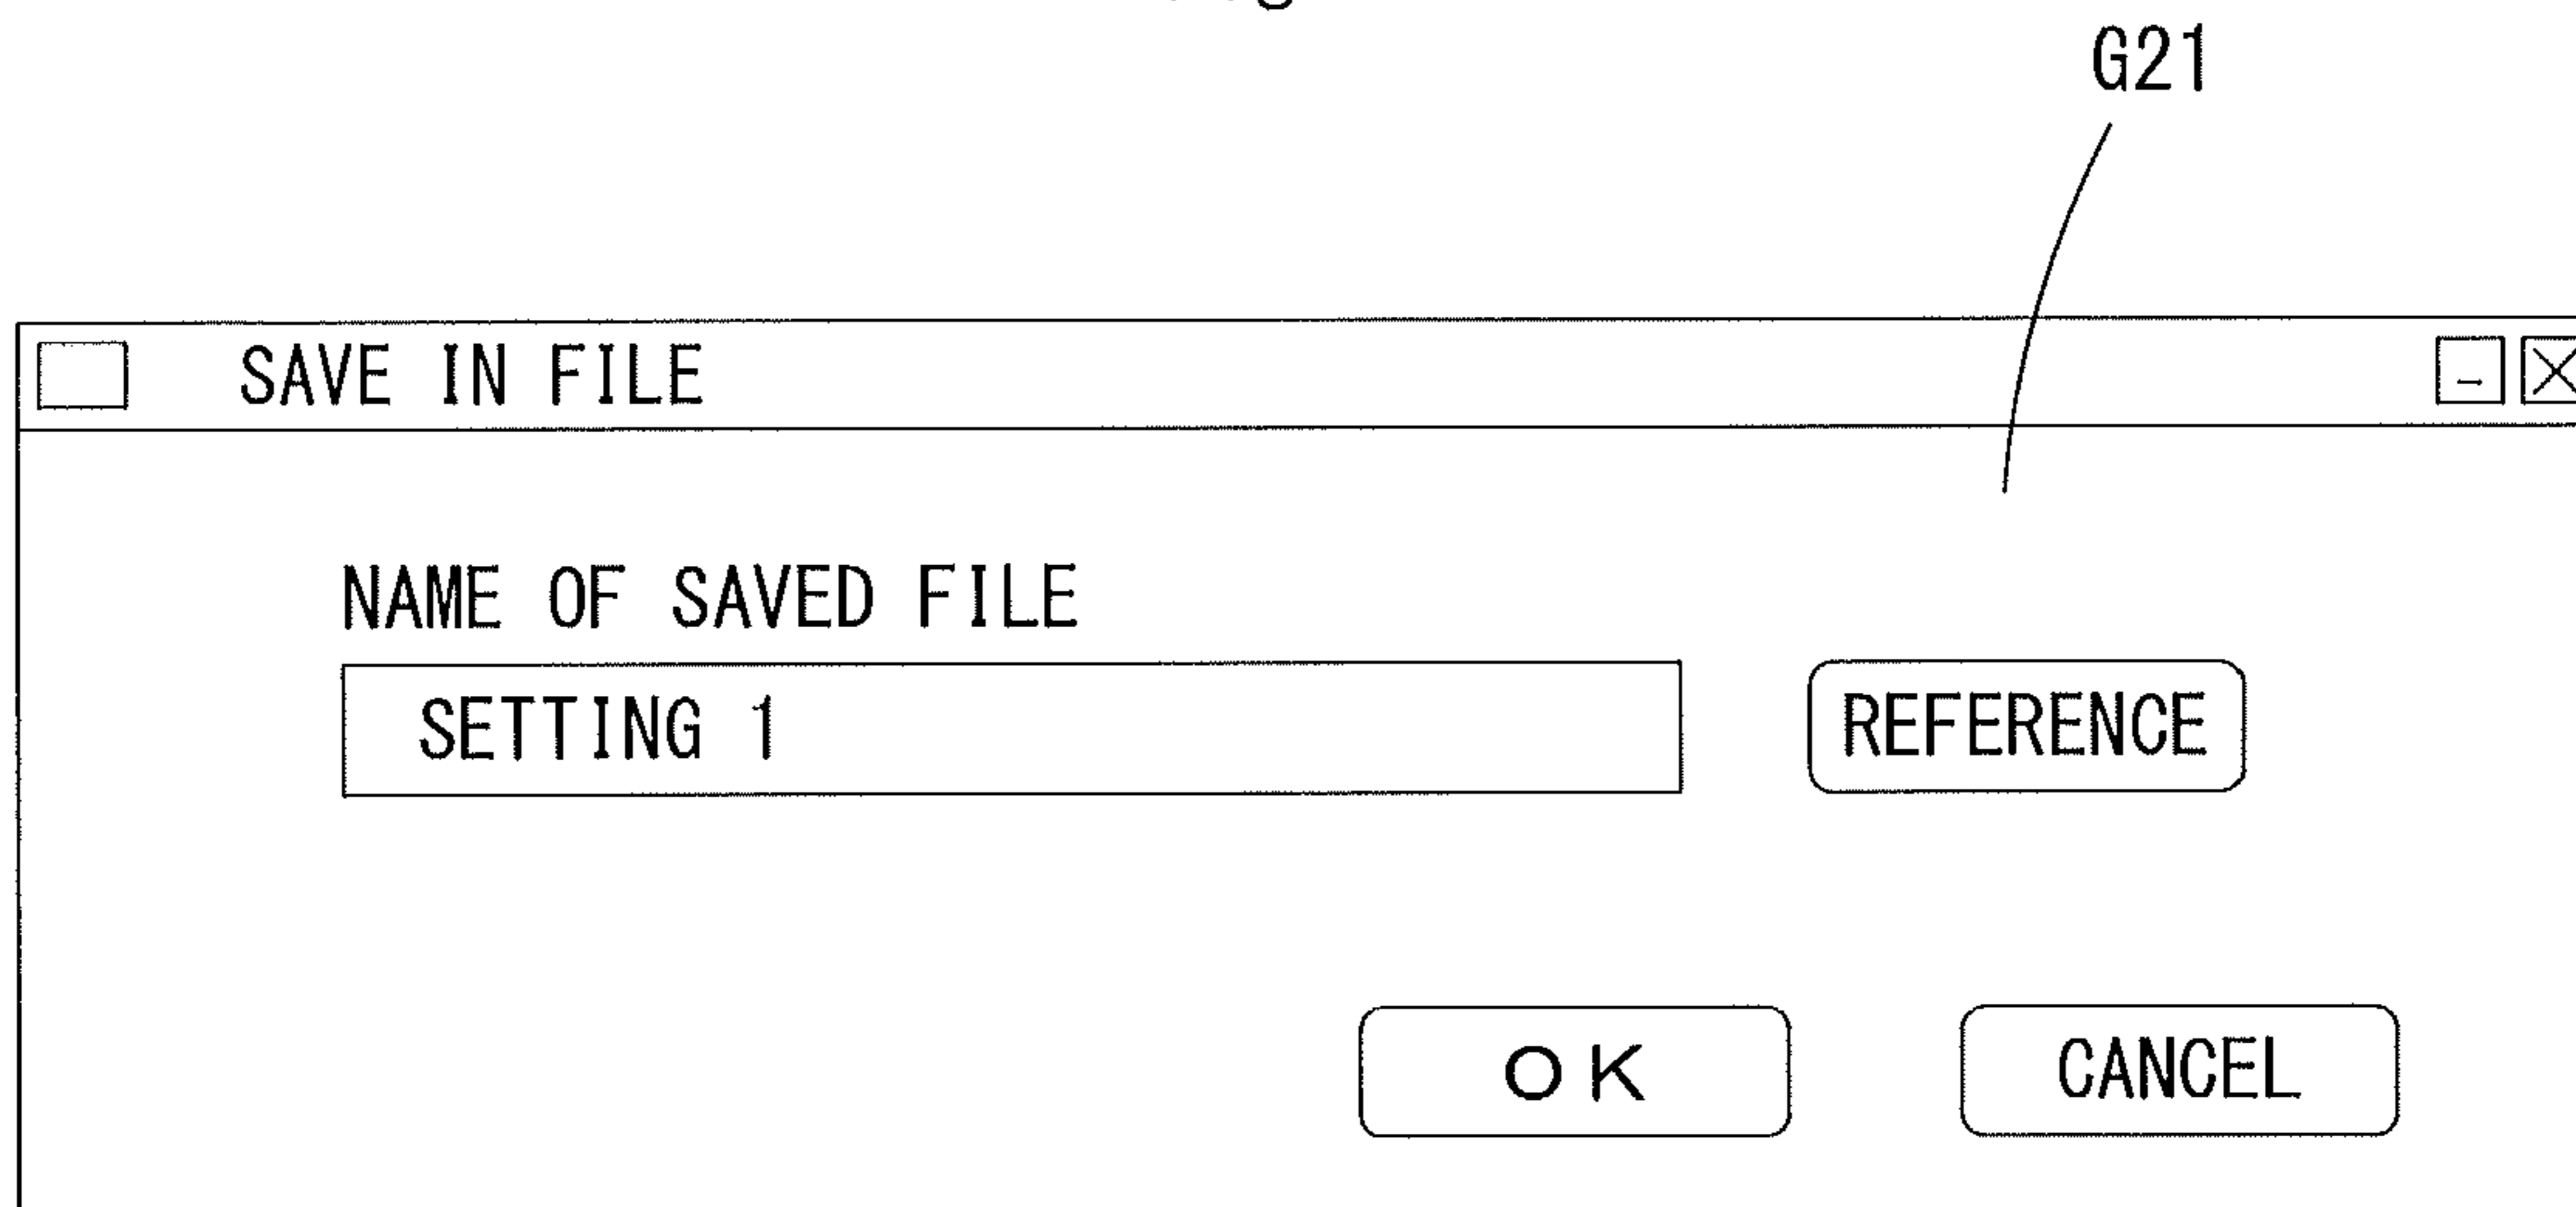 G21
SAVE IN FILE
NAME OF SAVED FILE
SETTING 1 REFERENCE
OK CANCEL